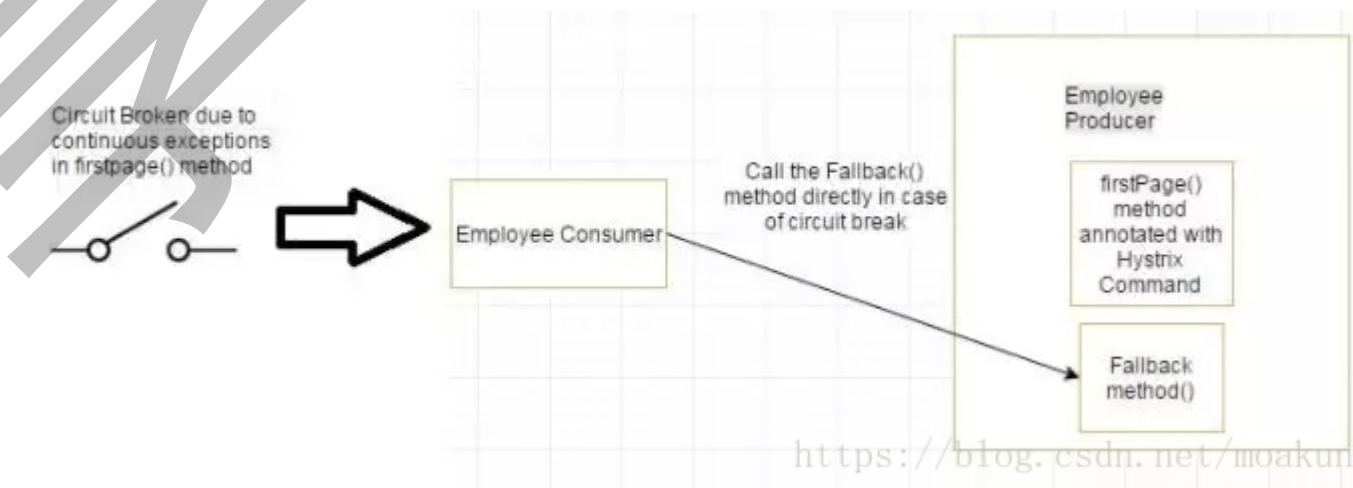 Circuit Broken due to
continuous exceptions
in firstpage() method
Employee Consumer
Call the Fallback()
method directly in case
of circuit break
Employee
Producer
firstPage()
method
annotated with
Hystrix
Command
Fallback
method()
https://blog.csdn.net/moakun